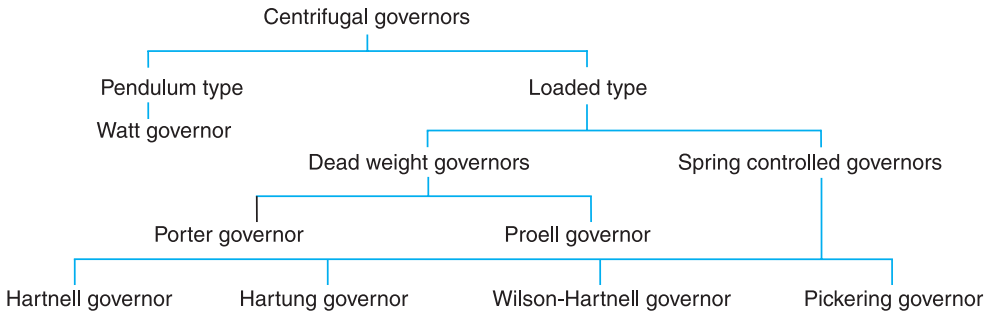 Centrifugal governors
Pendulum type
Loaded type
Watt governor
Dead weight governors
Spring controlled governors
Porter governor
Proell governor
Hartnell governor
Hartung governor
Wilson-Hartnell governor
Pickering governor